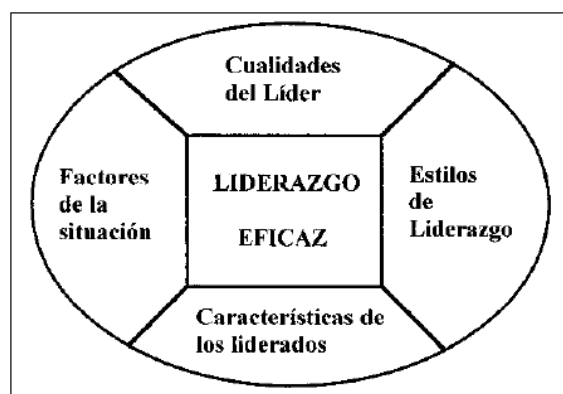 Cualidades
del Líder
Factores
de la
situación
LIDERAZGO
EFICAZ
Estilos
de
Liderazgo
Características de
los liderados